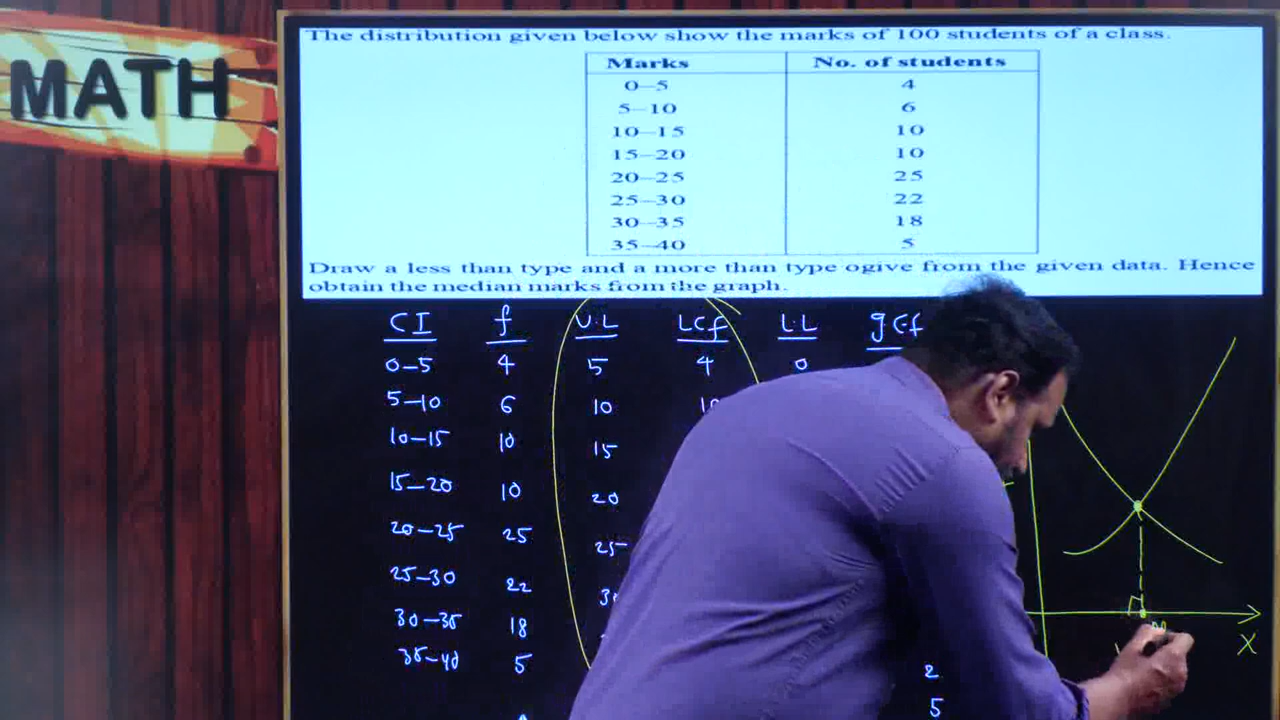 MATH
The distribution given below show the marks of 100 students of a class.
Marks No. of students
0–5 4
5–10 6
10–15 10
15–20 10
20–25 25
25–30 22
30–35 18
35–40 5
Draw a less than type and a more than type ogive from the given data. Hence
obtain the median marks from the graph.
CI f U.L LCf L.L gCf
0–5 4 5 4 0
5–10 6 10
10–15 10 15
15–20 10 20
20–25 25 25
25–30 22
30–35 18
35–40 5
2
5
X